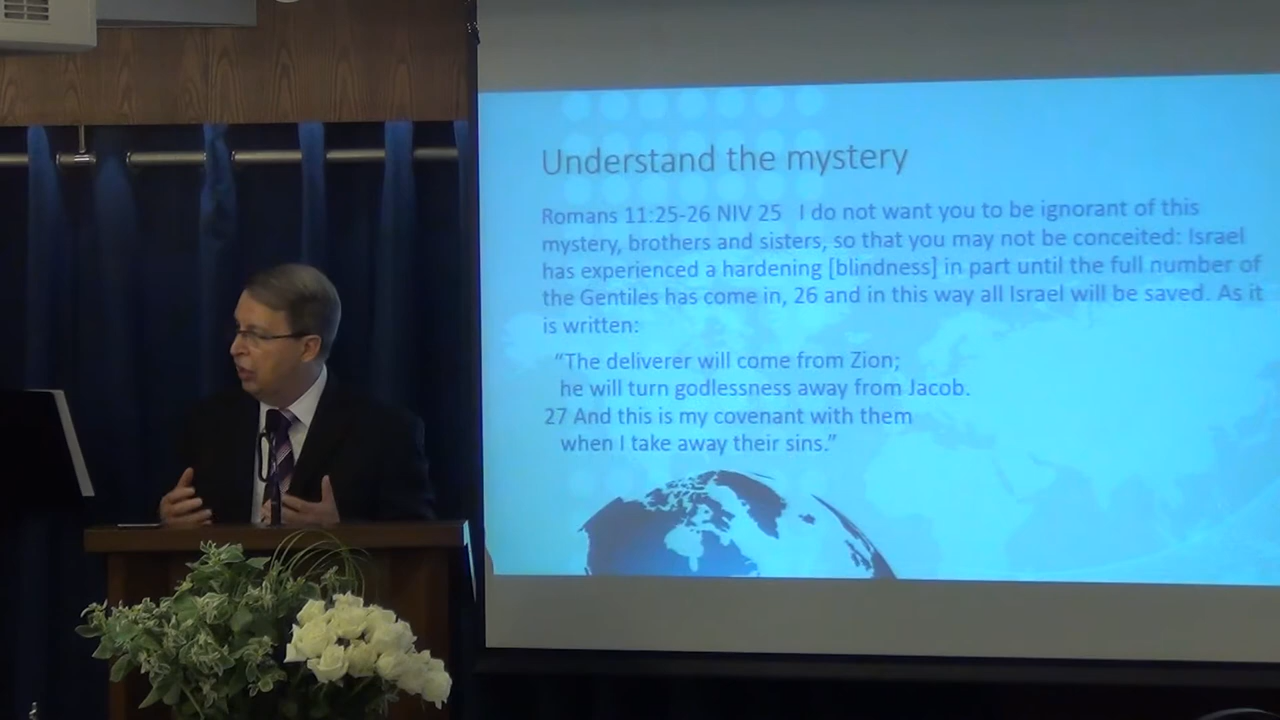 Understand the mystery
Romans 11:25-26 NIV 25 I do not want you to be ignorant of this
mystery, brothers and sisters, so that you may not be conceited: Israel
has experienced a hardening [blindness] in part until the full number of
the Gentiles has come in, 26 and in this way all Israel will be saved. As it
is written:
“The deliverer will come from Zion;
he will turn godlessness away from Jacob.
27 And this is my covenant with them
when I take away their sins.”